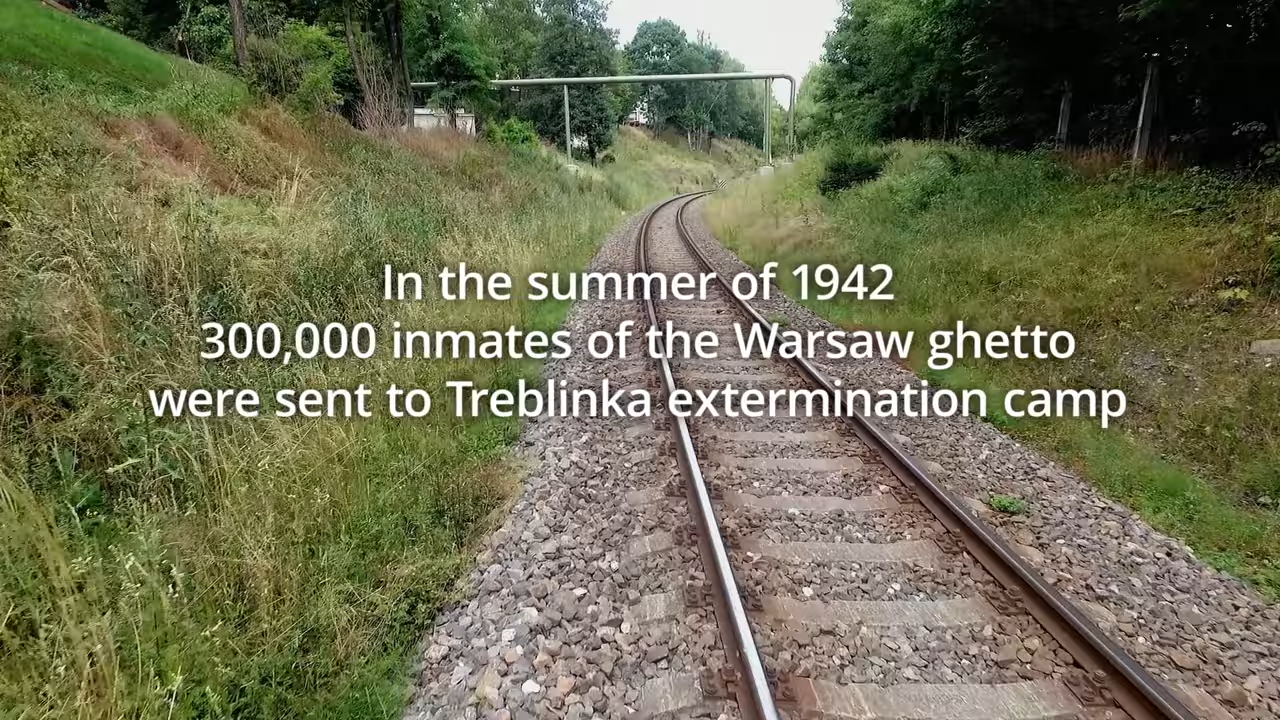 In the summer of 1942
300,000 inmates of the Warsaw ghetto
were sent to Treblinka extermination camp